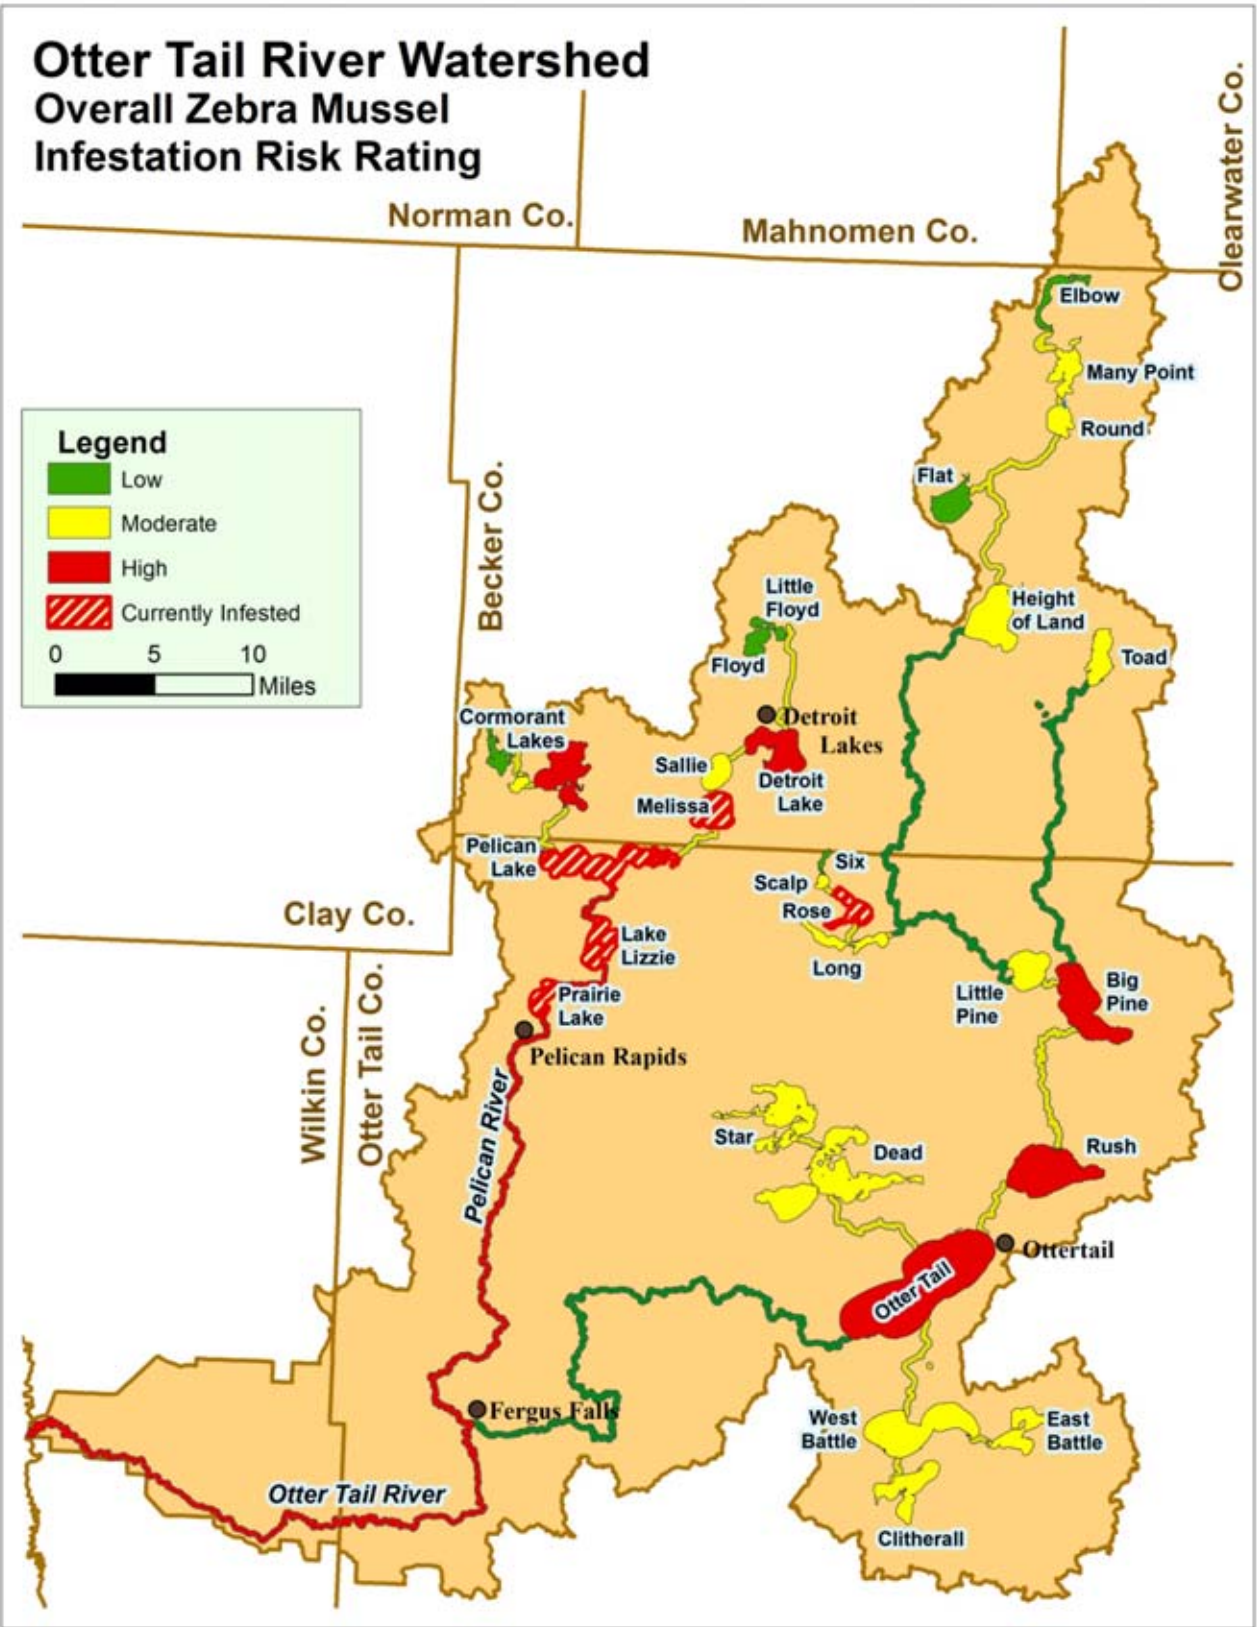 Otter Tail River Watershed
Overall Zebra Mussel
Infestation Risk Rating
Norman Co.
Mahnomen Co.
Clearwater Co.
Elbow
Many Point
Round
Flat
Legend
Low
Moderate
High
Currently Infested
0 5 10
Miles
Becker Co.
Little
Floyd
Floyd
Height
of Land
Toad
Cormorant
Lakes
Detroit
Lakes
Sallie
Detroit
Lake
Melissa
Pelican
Lake
Six
Scalp
Rose
Clay Co.
Lake
Lizzie
Long
Prairie
Lake
Little
Pine
Big
Pine
Wilkin Co.
Otter Tail Co.
Pelican Rapids
Pelican River
Star
Dead
Rush
Ottertail
Otter Tail
Fergus Falls
West
Battle
East
Battle
Otter Tail River
Clitherall